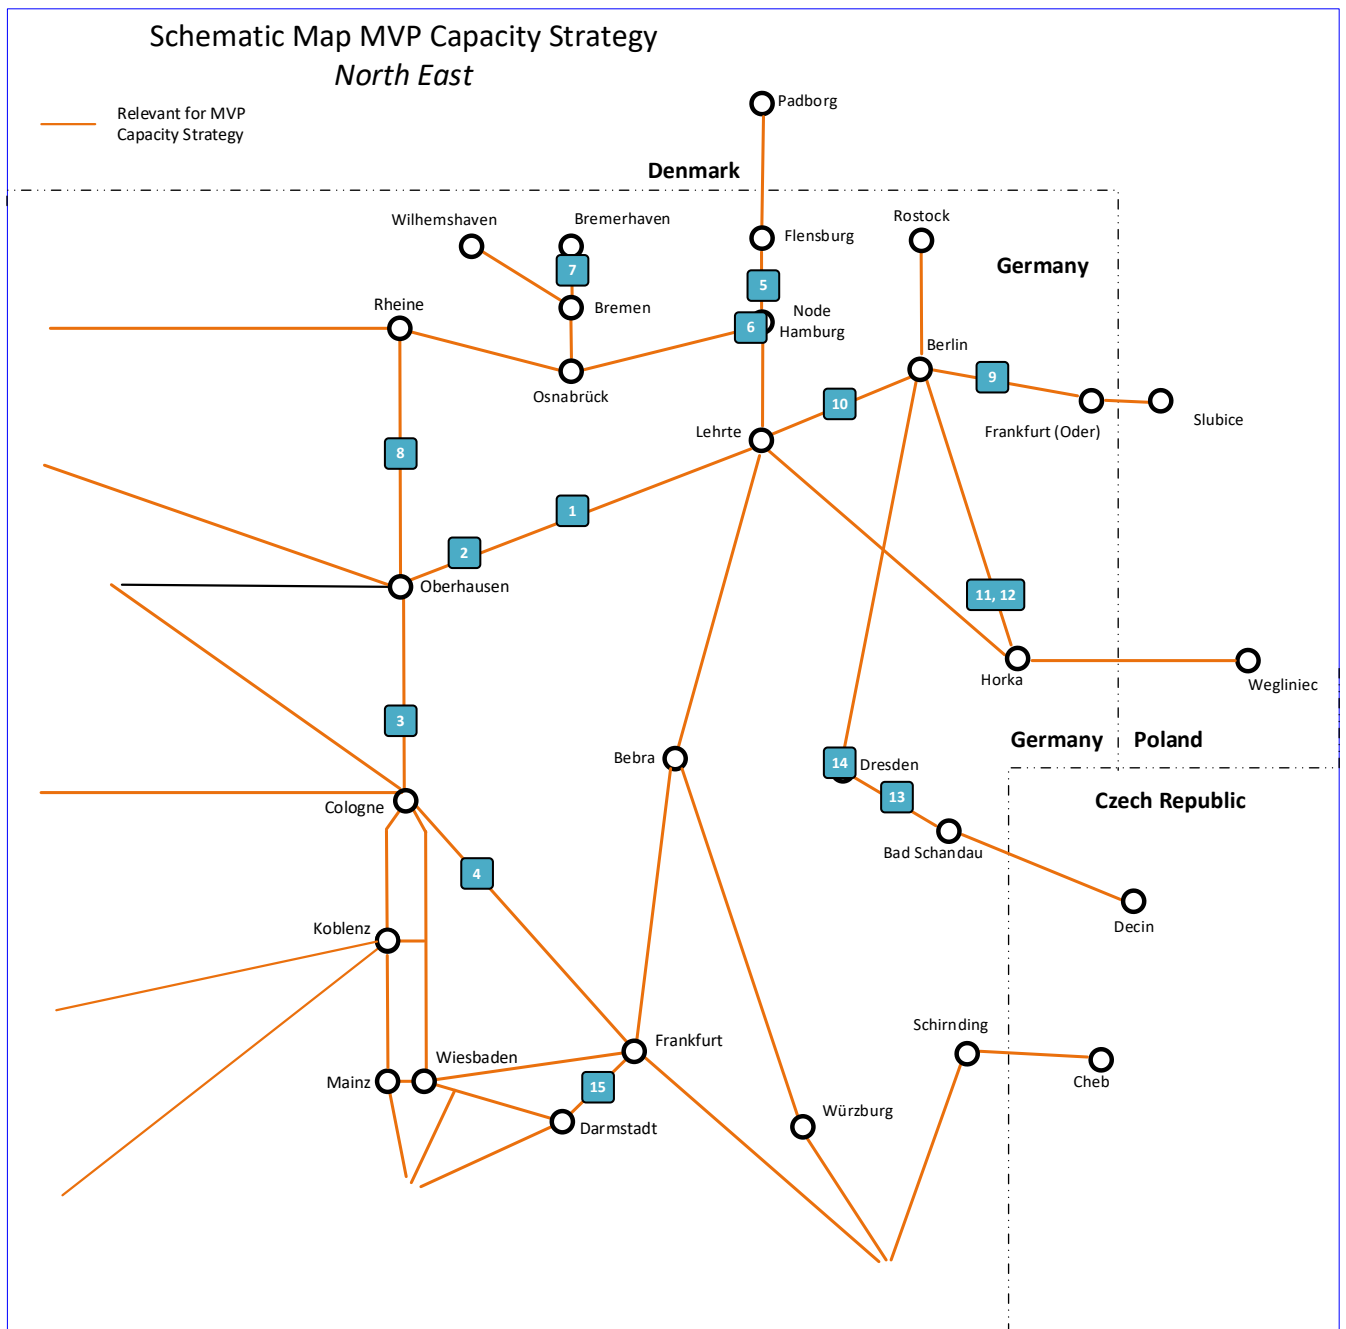 Schematic Map MVP Capacity Strategy
North East
Relevant for MVP
Capacity Strategy
Padborg
Denmark
Wilhemshaven
Bremerhaven
Flensburg
Rostock
Germany
7
5
Rheine
Bremen
Node
Hamburg
6
Berlin
9
Osnabrück
10
Frankfurt (Oder)
Slubice
Lehrte
8
1
2
Oberhausen
11, 12
Horka
Wegliniec
3
Germany
Poland
Bebra
14
Dresden
Cologne
13
Czech Republic
Bad Schandau
4
Koblenz
Decin
Schirnding
Frankfurt
Wiesbaden
Mainz
15
Cheb
Darmstadt
Würzburg